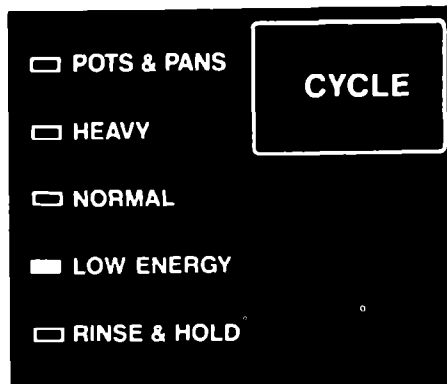 POTS & PANS
CYCLE
HEAVY
NORMAL
LOW ENERGY
RINSE & HOLD